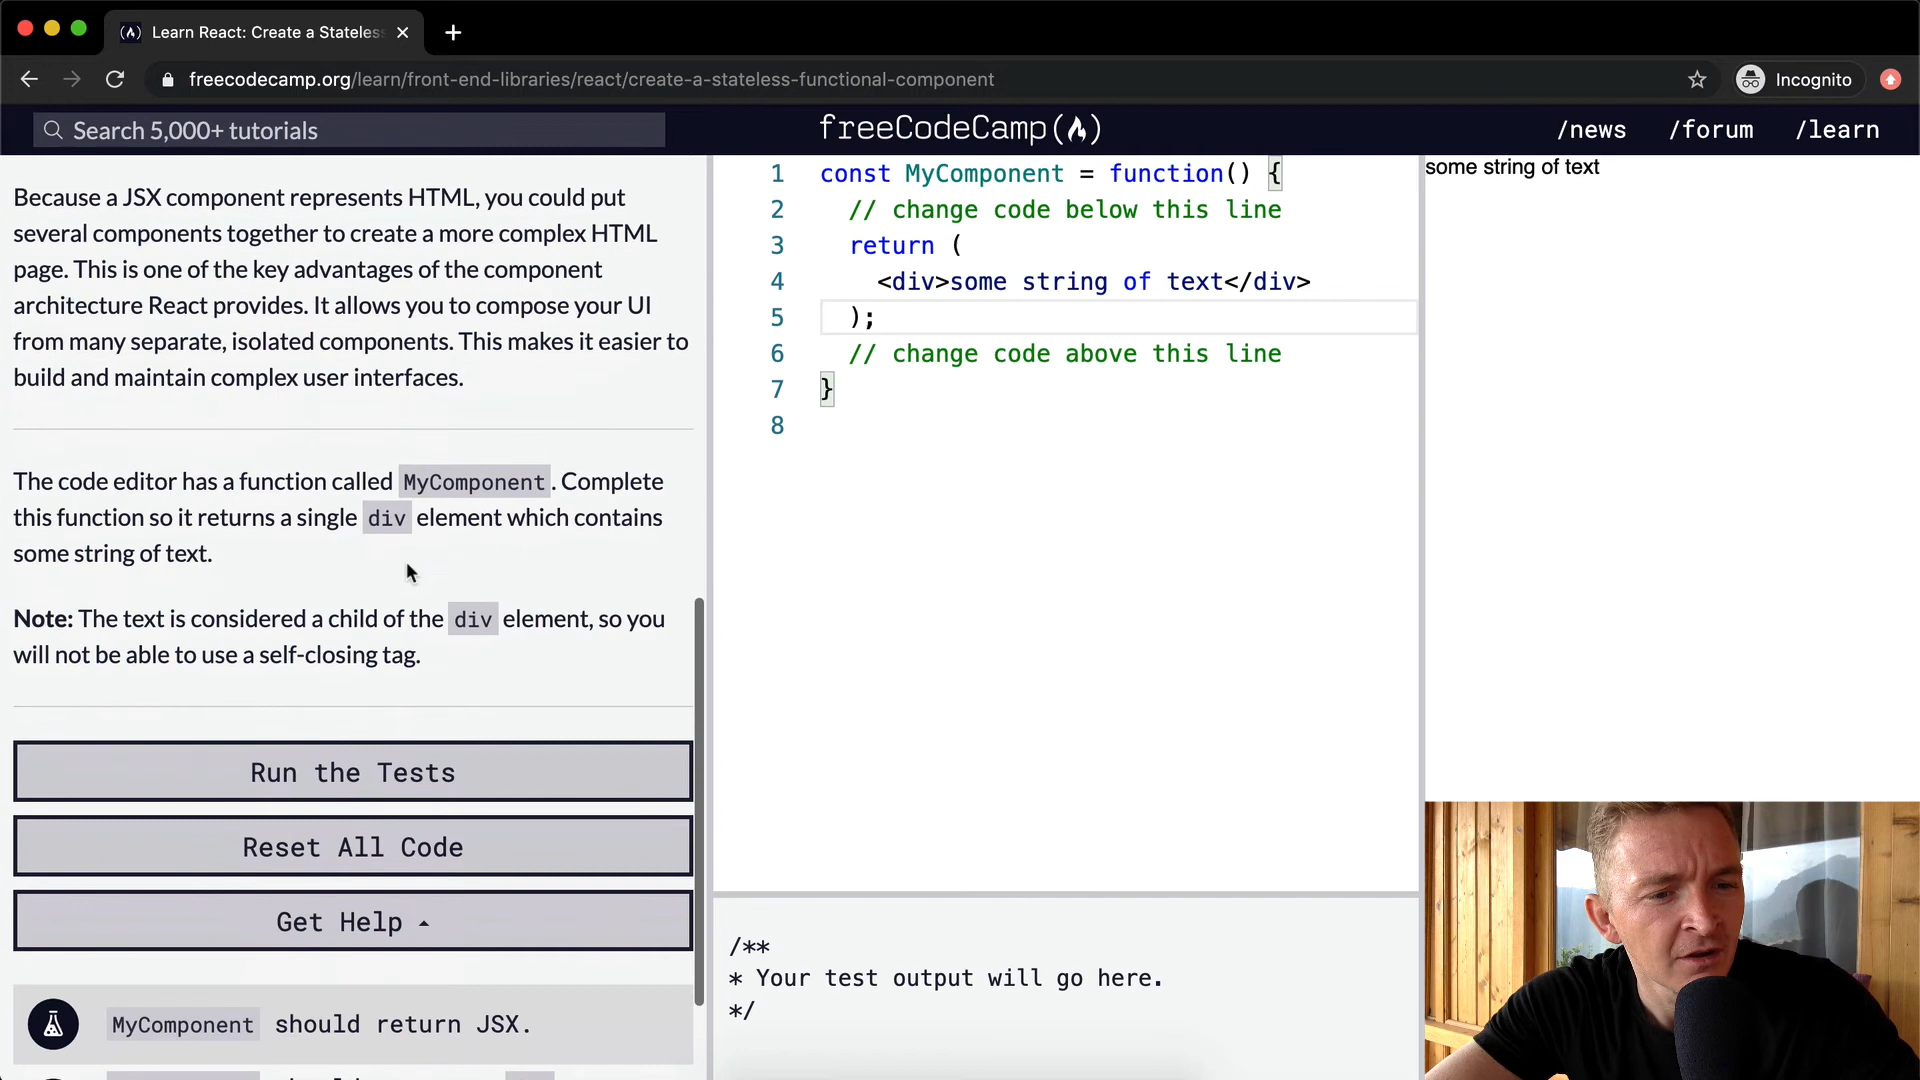 Learn React: Create a Stateles
freecodecamp.org/learn/front-end-libraries/react/create-a-stateless-functional-component
Incognito
Search 5,000+ tutorials
freeCodeCamp
/news
/forum
/learn
Because a JSX component represents HTML, you could put
several components together to create a more complex HTML
page. This is one of the key advantages of the component
architecture React provides. It allows you to compose your UI
from many separate, isolated components. This makes it easier to
build and maintain complex user interfaces.
The code editor has a function called MyComponent. Complete
this function so it returns a single div element which contains
some string of text.
Note: The text is considered a child of the div element, so you
will not be able to use a self-closing tag.
Run the Tests
Reset All Code
Get Help
MyComponent should return JSX.
1 const MyComponent = function() {
2 // change code below this line
3 return (
4 <div>some string of text</div>
5 );
6 // change code above this line
7 }
8
/**
* Your test output will go here.
*/
some string of text